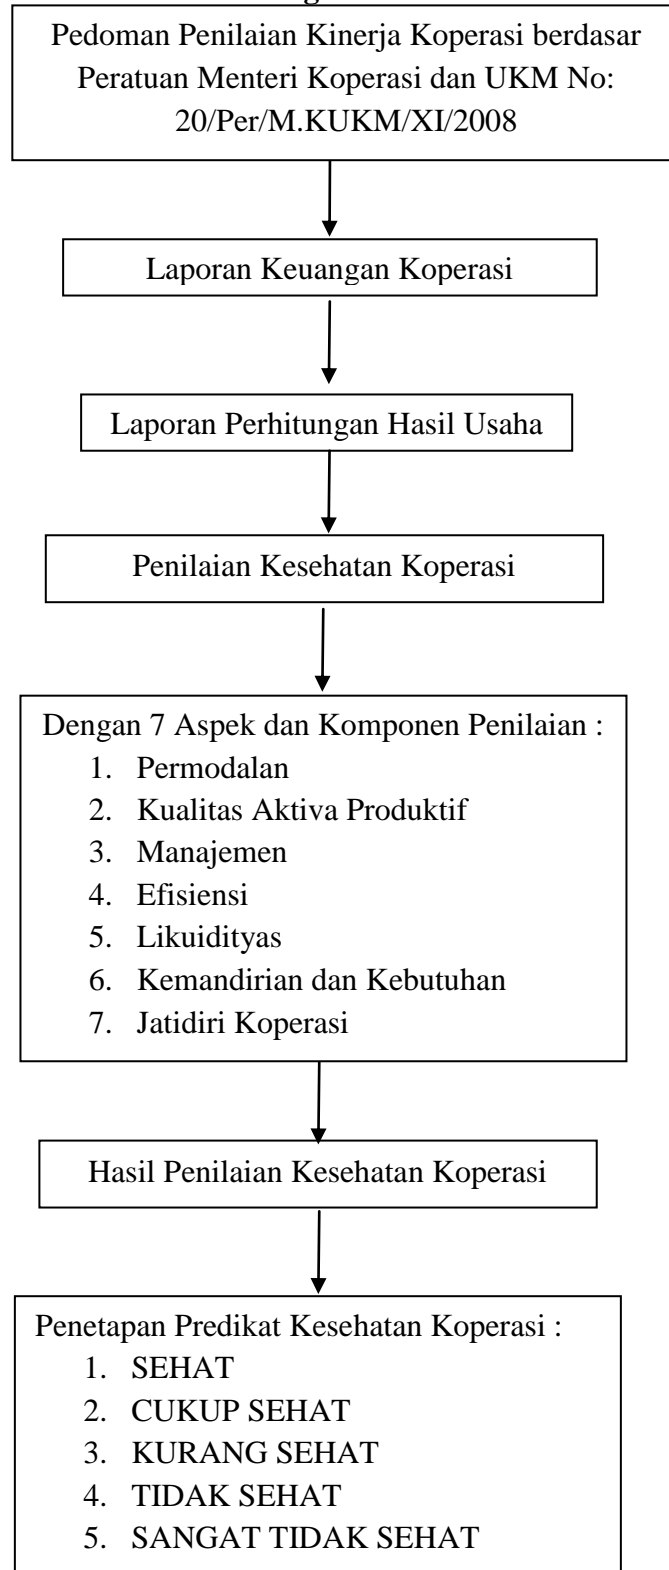 Pedoman Penilaian Kinerja Koperasi berdasar
Peratuan Menteri Koperasi dan UKM No:
20/Per/M.KUKM/XI/2008
Laporan Keuangan Koperasi
Laporan Perhitungan Hasil Usaha
Penilaian Kesehatan Koperasi
Dengan 7 Aspek dan Komponen Penilaian :
1. Permodalan
2. Kualitas Aktiva Produktif
3. Manajemen
4. Efisiensi
5. Likuidityas
6. Kemandirian dan Kebutuhan
7. Jatidiri Koperasi
Hasil Penilaian Kesehatan Koperasi
Penetapan Predikat Kesehatan Koperasi :
1. SEHAT
2. CUKUP SEHAT
3. KURANG SEHAT
4. TIDAK SEHAT
5. SANGAT TIDAK SEHAT